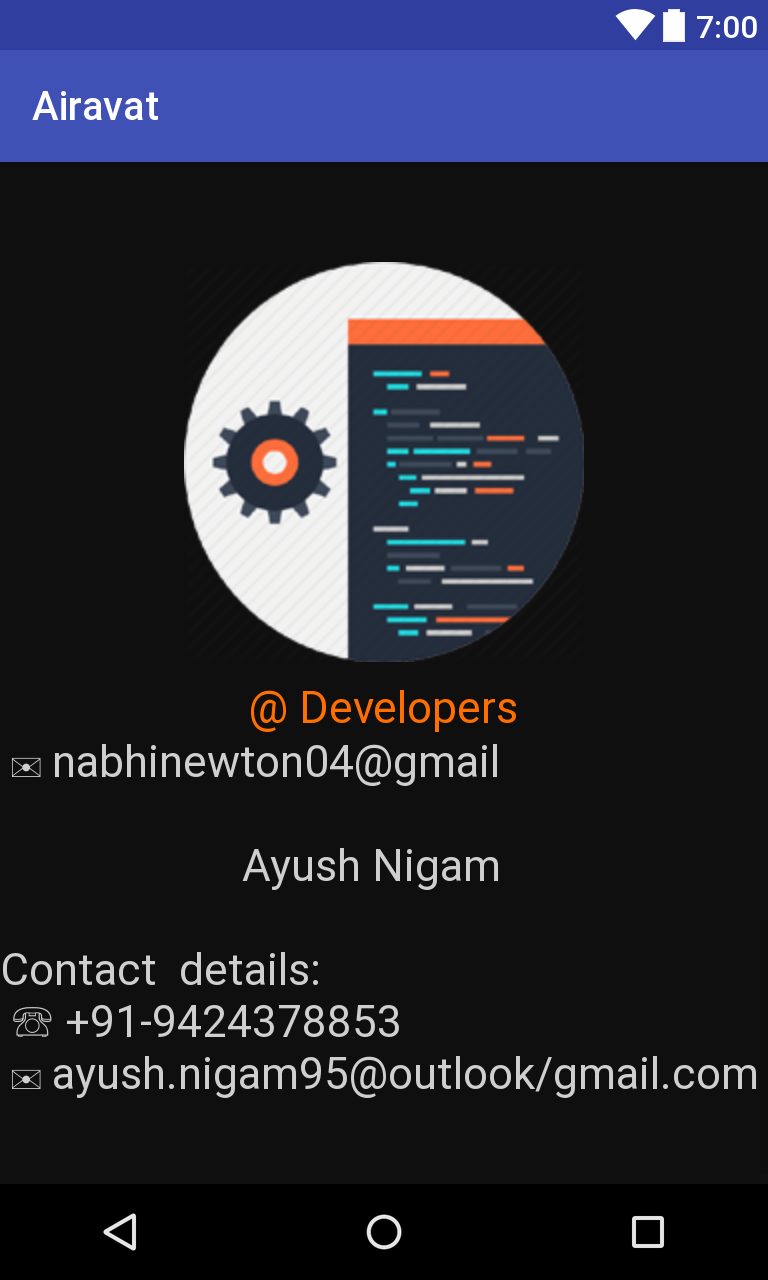 7:00
Airavat
@ Developers
✉ nabhinewton04@gmail
Ayush Nigam
Contact  details:
☏ +91-9424378853
✉ ayush.nigam95@outlook/gmail.com